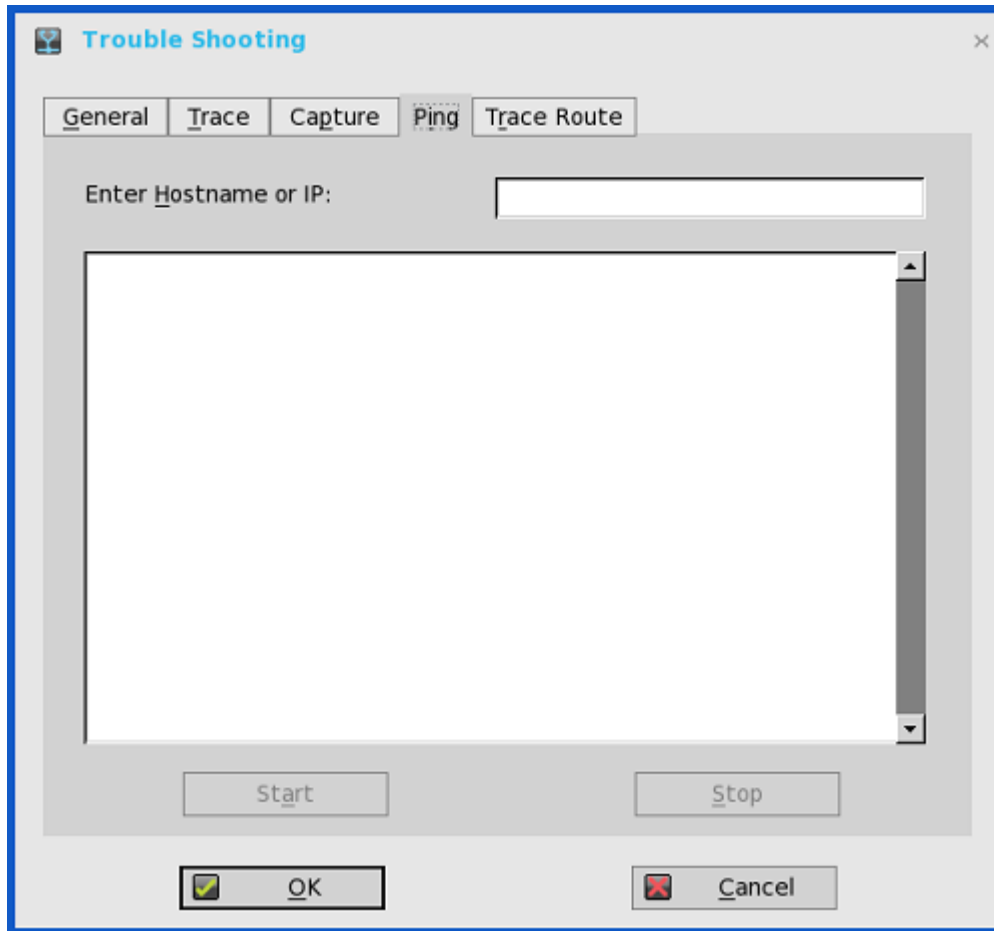 Trouble Shooting
General Trace Capture Ping Trace Route
Enter Hostname or IP:
Start Stop
OK Cancel